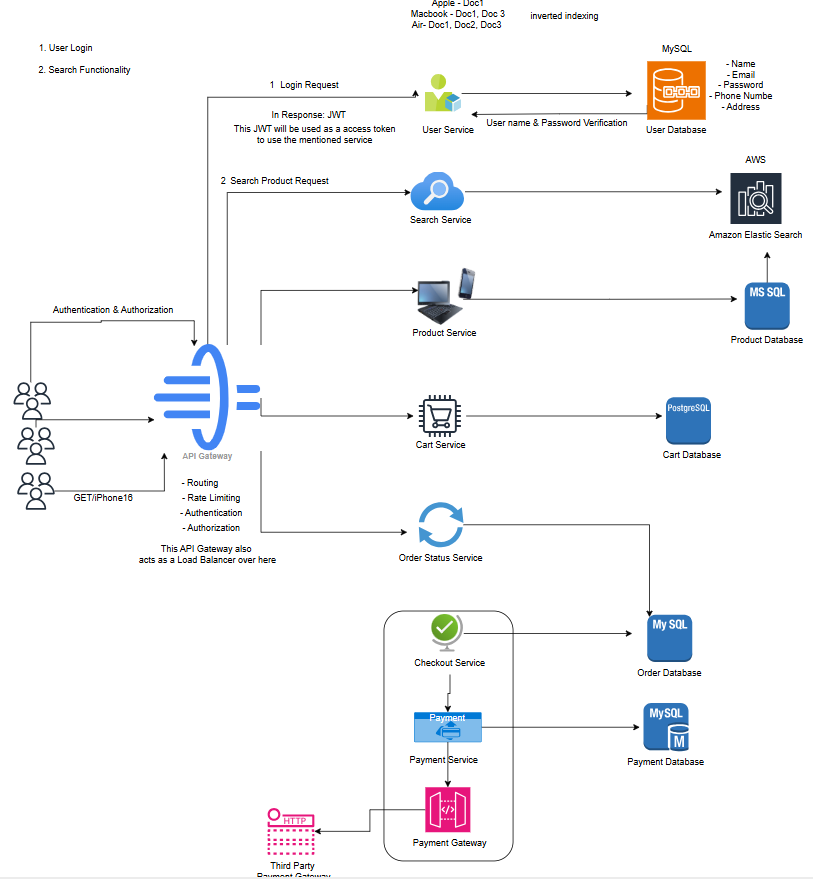 Apple - Doc1
Macbook - Doc1, Doc 3
Air- Doc1, Doc2, Doc3
inverted indexing
1. User Login
2. Search Functionality
MySQL
- Name
- Email
- Password
- Phone Numbe
- Address
1 Login Request
In Response: JWT
This JWT will be used as a access token
to use the mentioned service
User Service
User name & Password Verification
User Database
AWS
2 Search Product Request
Search Service
Amazon Elastic Search
MS SQL
Product Service
Product Database
Authentication & Authorization
PostgreSQL
Cart Service
Cart Database
API Gateway
- Routing
- Rate Limiting
- Authentication
- Authorization
GET/iPhone16
This API Gateway also
acts as a Load Balancer over here
Order Status Service
My SQL
Checkout Service
Order Database
Payment
MySQL
M
Payment Service
Payment Database
</>
Payment Gateway
HTTP
Third Party
Payment Gateway